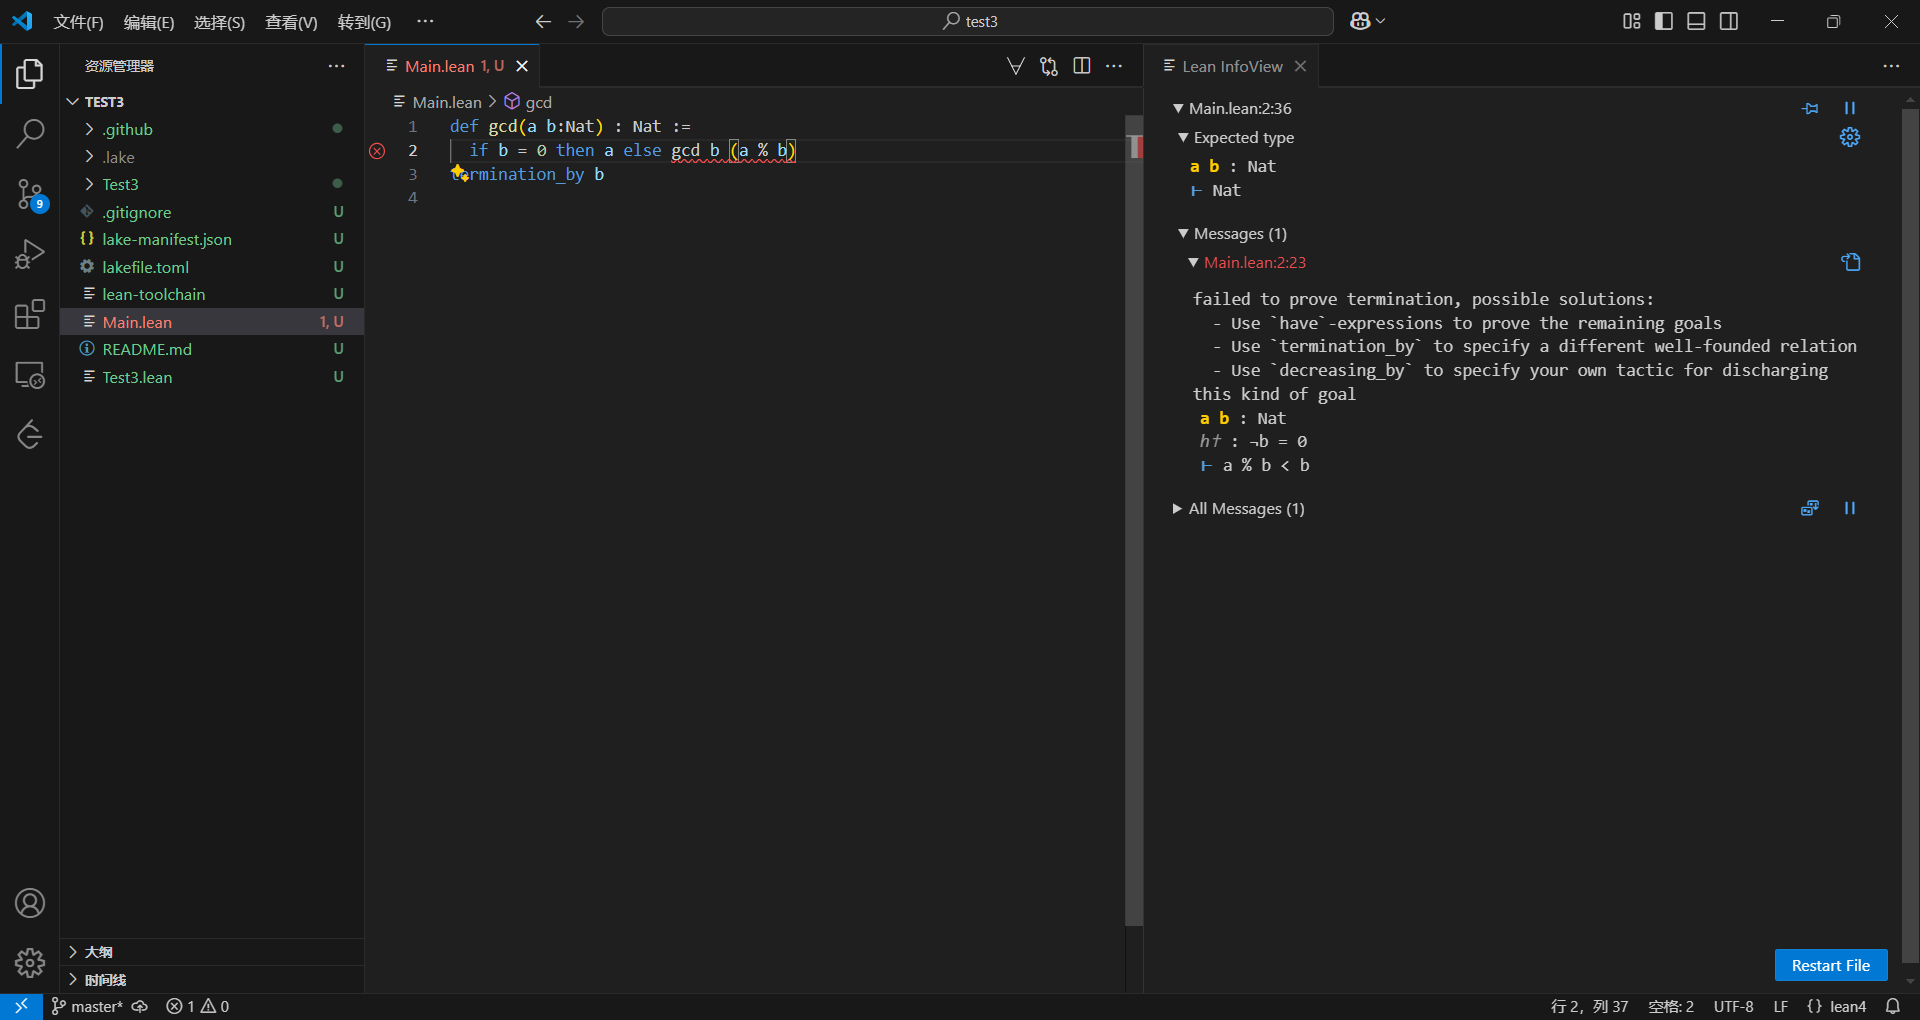 文件(F) 编辑(E) 选择(S) 查看(V) 转到(G) ··· test3
资源管理器 ···
TEST3
.github
.lake
Test3
.gitignore U
{} lake-manifest.json U
lakefile.toml U
lean-toolchain U
Main.lean 1, U
README.md U
Test3.lean U
大纲
时间线
9
Main.lean 1, U
Main.lean > gcd
1 def gcd(a b:Nat) : Nat :=
2 if b = 0 then a else gcd b (a % b)
3 termination_by b
4
Lean InfoView
Main.lean:2:36
Expected type
a b : Nat
⊢ Nat
Messages (1)
Main.lean:2:23
failed to prove termination, possible solutions:
- Use `have`-expressions to prove the remaining goals
- Use `termination_by` to specify a different well-founded relation
- Use `decreasing_by` to specify your own tactic for discharging
this kind of goal
a b : Nat
h† : ¬b = 0
⊢ a % b < b
All Messages (1)
Restart File
master* 1 0 行 2，列 37 空格: 2 UTF-8 LF {} lean4